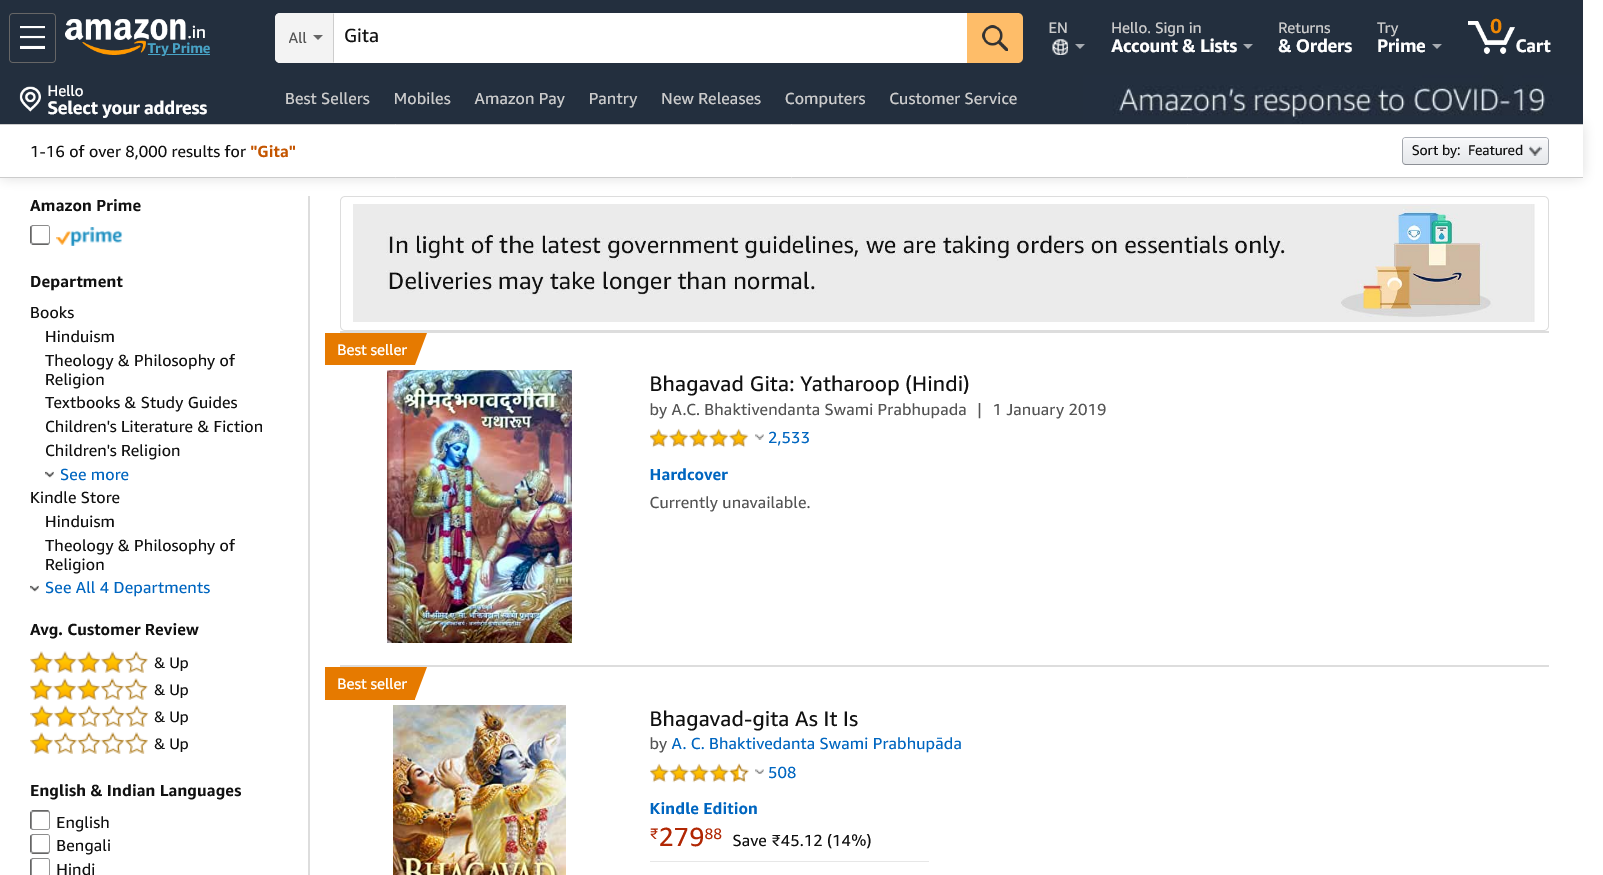 amazon.in
Try Prime
All
Gita
EN
Hello. Sign in
Account & Lists
Returns
& Orders
Try
Prime
0
Cart
Hello
Select your address
Best Sellers
Mobiles
Amazon Pay
Pantry
New Releases
Computers
Customer Service
Amazon's response to COVID-19
1-16 of over 8,000 results for "Gita"
Sort by: Featured
Amazon Prime
prime
Department
Books
Hinduism
Theology & Philosophy of
Religion
Textbooks & Study Guides
Children's Literature & Fiction
Children's Religion
See more
Kindle Store
Hinduism
Theology & Philosophy of
Religion
See All 4 Departments
Avg. Customer Review
& Up
& Up
& Up
& Up
English & Indian Languages
English
Bengali
Hindi
In light of the latest government guidelines, we are taking orders on essentials only.
Deliveries may take longer than normal.
Best seller
श्रीमद्भगवद्गीता
यथारूप
Bhagavad Gita: Yatharoop (Hindi)
by A.C. Bhaktivendanta Swami Prabhupada | 1 January 2019
2,533
Hardcover
Currently unavailable.
Best seller
BHAGAVAD
Bhagavad-gita As It Is
by A. C. Bhaktivedanta Swami Prabhupāda
508
Kindle Edition
₹27988 Save ₹45.12 (14%)